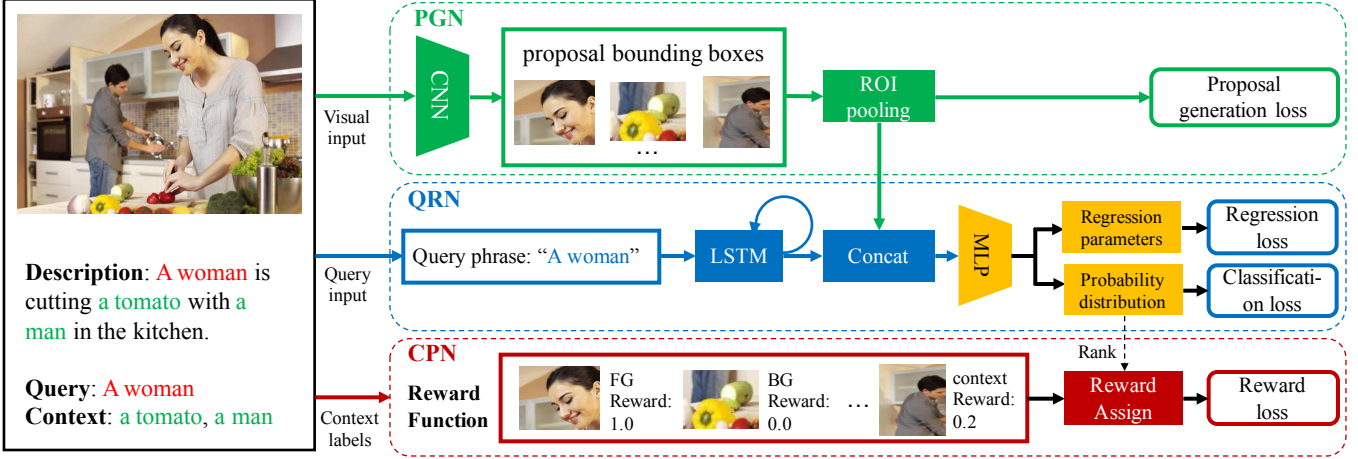 Description: A woman is
cutting a tomato with a
man in the kitchen.
Query: A woman
Context: a tomato, a man
Visual
input
Query
input
Context
labels
PGN
CNN
proposal bounding boxes
...
ROI
pooling
Proposal
generation loss
QRN
Query phrase: “A woman”
LSTM
Concat
MLP
Regression
parameters
Regression
loss
Probability
distribution
Classificati-
on loss
Rank
CPN
Reward
Function
FG
Reward:
1.0
BG
Reward:
0.0
...
context
Reward:
0.2
Reward
Assign
Reward
loss